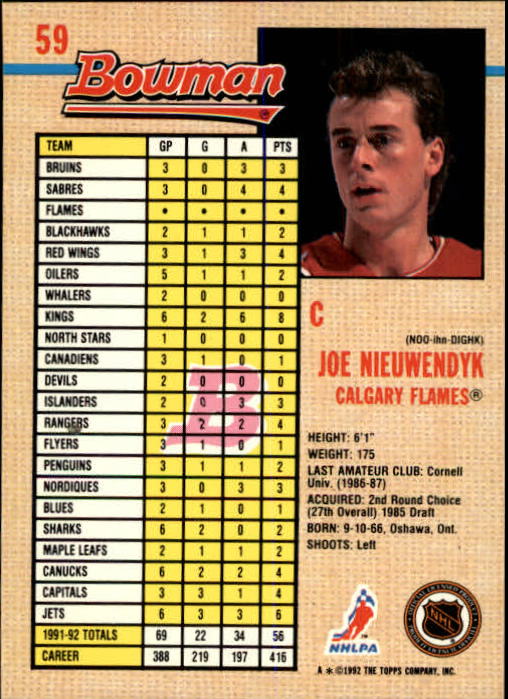 59
Bowman
TEAM GP G A PTS
BRUINS 3 0 3 3
SABRES 3 0 4 4
FLAMES • • • •
BLACKHAWKS 2 1 1 2
RED WINGS 3 1 3 4
OILERS 5 1 1 2
WHALERS 2 0 0 0
KINGS 6 2 6 8
NORTH STARS 1 0 0 0
CANADIENS 3 1 0 1
DEVILS 2 0 0 0
ISLANDERS 2 0 3 3
RANGERS 3 2 2 4
FLYERS 3 1 0 1
PENGUINS 3 1 1 2
NORDIQUES 3 0 3 3
BLUES 2 1 0 1
SHARKS 6 2 0 2
MAPLE LEAFS 2 1 1 2
CANUCKS 6 2 2 4
CAPITALS 3 3 1 4
JETS 6 3 3 6
1991-92 TOTALS 69 22 34 56
CAREER 388 219 197 416
B
C
(NOO-ihn-DIGHK)
JOE NIEUWENDYK
CALGARY FLAMES®
HEIGHT: 6'1"
WEIGHT: 175
LAST AMATEUR CLUB: Cornell
Univ. (1986-87)
ACQUIRED: 2nd Round Choice
(27th Overall) 1985 Draft
BORN: 9-10-66, Oshawa, Ont.
SHOOTS: Left
NHLPA
NHL
A * ©1992 THE TOPPS COMPANY, INC.